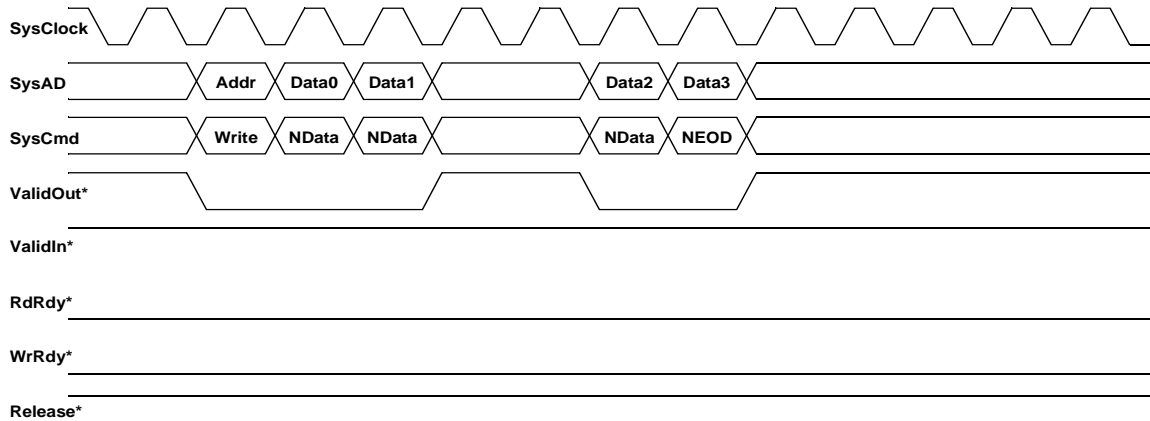 SysClock
SysAD Addr Data0 Data1 Data2 Data3
SysCmd Write NData NData NData NEOD
ValidOut*
ValidIn*
RdRdy*
WrRdy*
Release*